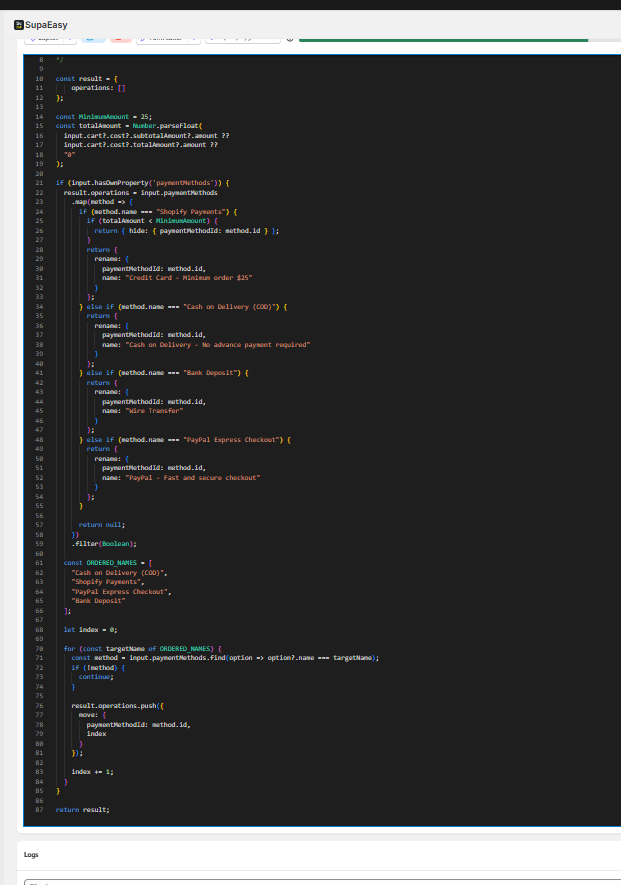 SupaEasy
8 */
9
10 const result = {
11 operations: []
12 };
13
14 const MinimumAmount = 25;
15 const totalAmount = Number.parseFloat(
16 input.cart?.cost?.subtotalAmount?.amount ??
17 input.cart?.cost?.totalAmount?.amount ??
18 "0"
19 );
20
21 if (input.hasOwnProperty('paymentMethods')) {
22 result.operations = input.paymentMethods
23 .map(method => {
24 if (method.name === "Shopify Payments") {
25 if (totalAmount < MinimumAmount) {
26 return { hide: { paymentMethodId: method.id } };
27 }
28 return {
29 rename: {
30 paymentMethodId: method.id,
31 name: "Credit Card - Minimum order $25"
32 }
33 };
34 } else if (method.name === "Cash on Delivery (COD)") {
35 return {
36 rename: {
37 paymentMethodId: method.id,
38 name: "Cash on Delivery - No advance payment required"
39 }
40 };
41 } else if (method.name === "Bank Deposit") {
42 return {
43 rename: {
44 paymentMethodId: method.id,
45 name: "Wire Transfer"
46 }
47 };
48 } else if (method.name === "PayPal Express Checkout") {
49 return {
50 rename: {
51 paymentMethodId: method.id,
52 name: "PayPal - Fast and secure checkout"
53 }
54 };
55 }
56
57 return null;
58 })
59 .filter(Boolean);
60
61 const ORDERED_NAMES = [
62 "Cash on Delivery (COD)",
63 "Shopify Payments",
64 "PayPal Express Checkout",
65 "Bank Deposit"
66 ];
67
68 let index = 0;
69
70 for (const targetName of ORDERED_NAMES) {
71 const method = input.paymentMethods.find(option => option?.name === targetName);
72 if (!method) {
73 continue;
74 }
75
76 result.operations.push({
77 move: {
78 paymentMethodId: method.id,
79 index
80 }
81 });
82
83 index += 1;
84 }
85 }
86
87 return result;
Logs